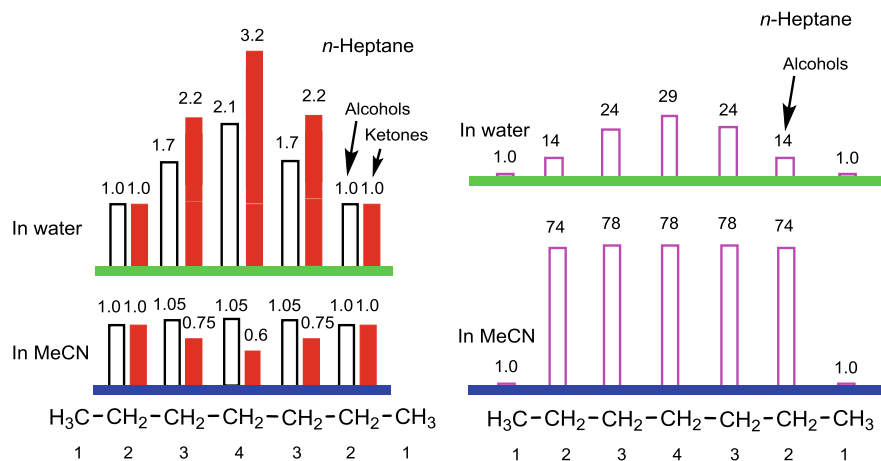 n-Heptane
3.2
2.2 2.1 2.2
1.7 1.7
Alcohols
Ketones
1.0 1.0 1.0 1.0
In water
1.0 1.0 1.05 1.05 1.05 1.0 1.0
0.75 0.6 0.75
In MeCN
H3C-CH2-CH2-CH2-CH2-CH2-CH3
1 2 3 4 3 2 1
n-Heptane
Alcohols
In water
1.0 14 24 29 24 14 1.0
74 78 78 78 74
In MeCN
1.0 1.0
H3C-CH2-CH2-CH2-CH2-CH2-CH3
1 2 3 4 3 2 1